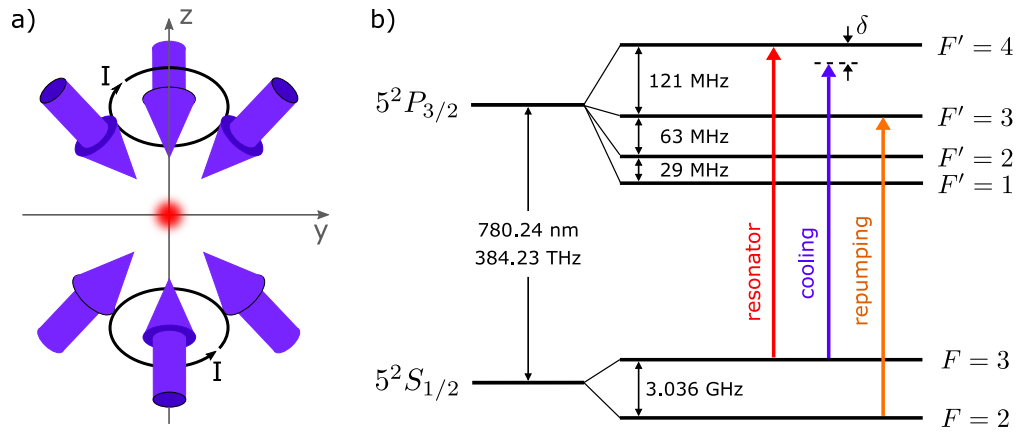 a)
z
I
y
I
b)
5²P₃/₂
121 MHz
63 MHz
29 MHz
δ
F′ = 4
F′ = 3
F′ = 2
F′ = 1
780.24 nm
384.23 THz
resonator
cooling
repumping
5²S₁/₂
3.036 GHz
F = 3
F = 2